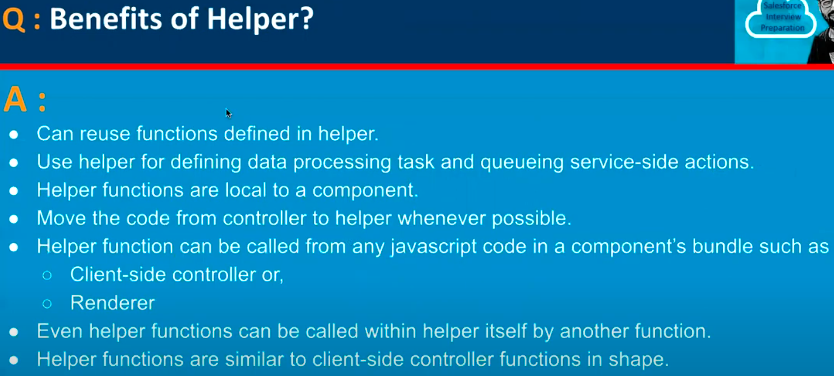 Q : Benefits of Helper?
Salesforce
Interview
Preparation
A :
● Can reuse functions defined in helper.
● Use helper for defining data processing task and queueing service-side actions.
● Helper functions are local to a component.
● Move the code from controller to helper whenever possible.
● Helper function can be called from any javascript code in a component's bundle such as
○ Client-side controller or,
○ Renderer
● Even helper functions can be called within helper itself by another function.
● Helper functions are similar to client-side controller functions in shape.